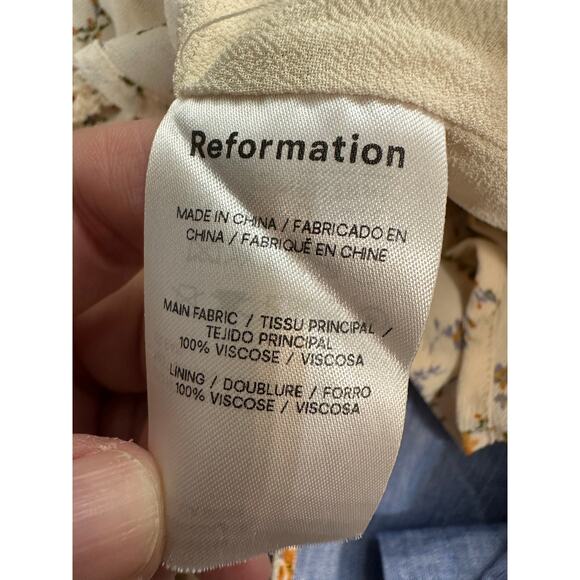 Reformation
MADE IN CHINA / FABRICADO EN
CHINA / FABRIQUÉ EN CHINE
MAIN FABRIC / TISSU PRINCIPAL /
TEJIDO PRINCIPAL
100% VISCOSE / VISCOSA
LINING / DOUBLURE / FORRO
100% VISCOSE / VISCOSA